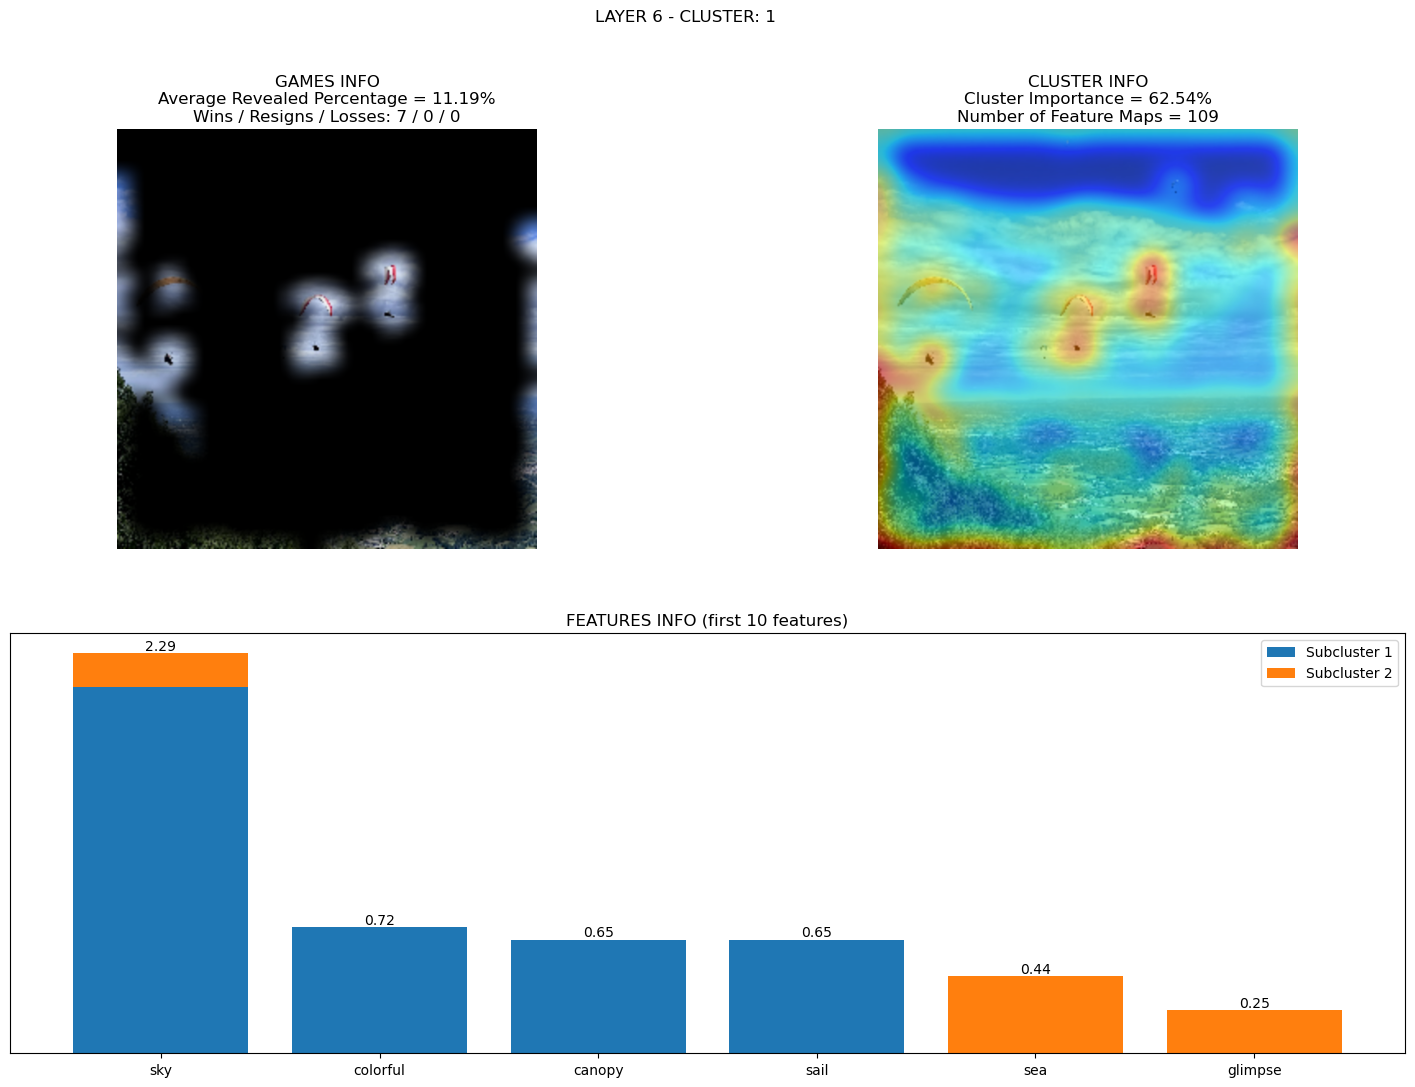 LAYER 6 - CLUSTER: 1
GAMES INFO
Average Revealed Percentage = 11.19%
Wins / Resigns / Losses: 7 / 0 / 0
CLUSTER INFO
Cluster Importance = 62.54%
Number of Feature Maps = 109
FEATURES INFO (first 10 features)
Subcluster 1
Subcluster 2
2.29
0.72
0.65
0.65
0.44
0.25
sky
colorful
canopy
sail
sea
glimpse